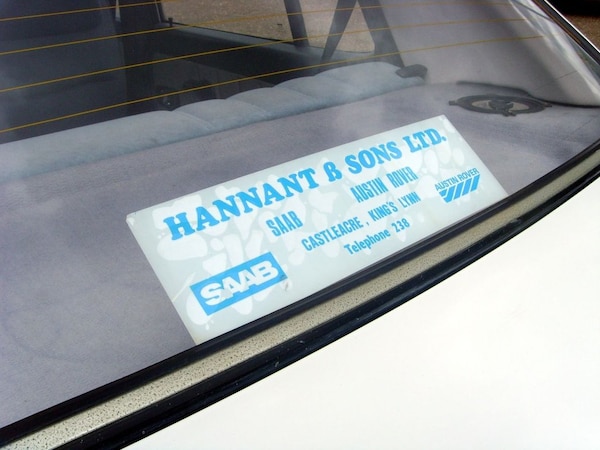 HANNANT & SONS LTD.
SAAB AUSTIN ROVER
CASTLEACRE, KING'S LYNN
Telephone 238
SAAB
AUSTIN ROVER